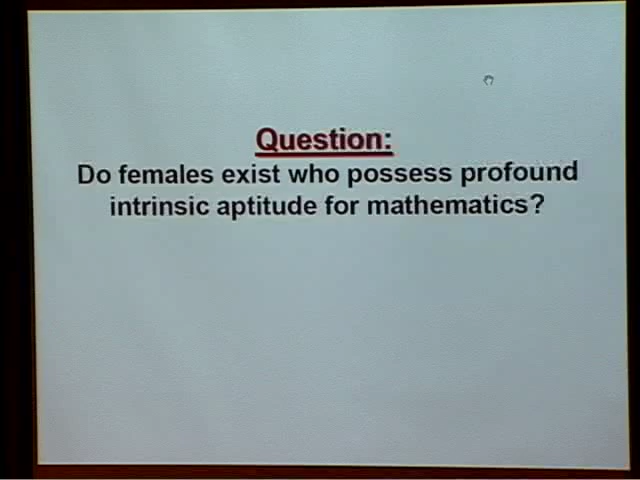 Question:
Do females exist who possess profound
intrinsic aptitude for mathematics?